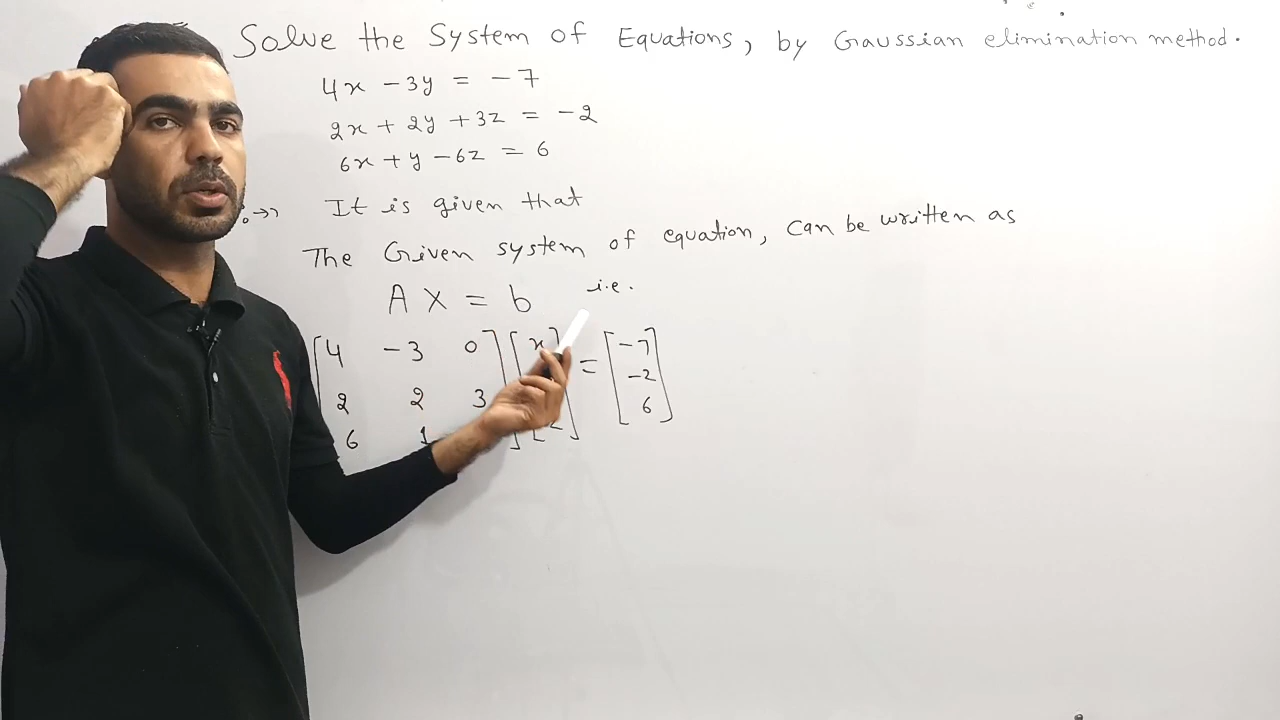 Solve the System of Equations, by Gaussian elimination method.
4x - 3y = -7
2x + 2y + 3z = -2
6x + y - 6z = 6
It is given that
The Given system of equation, can be written as
A X = b i.e.
[4 -3 0] [x] = [-7]
2 2 3 -2
6 1 z 6